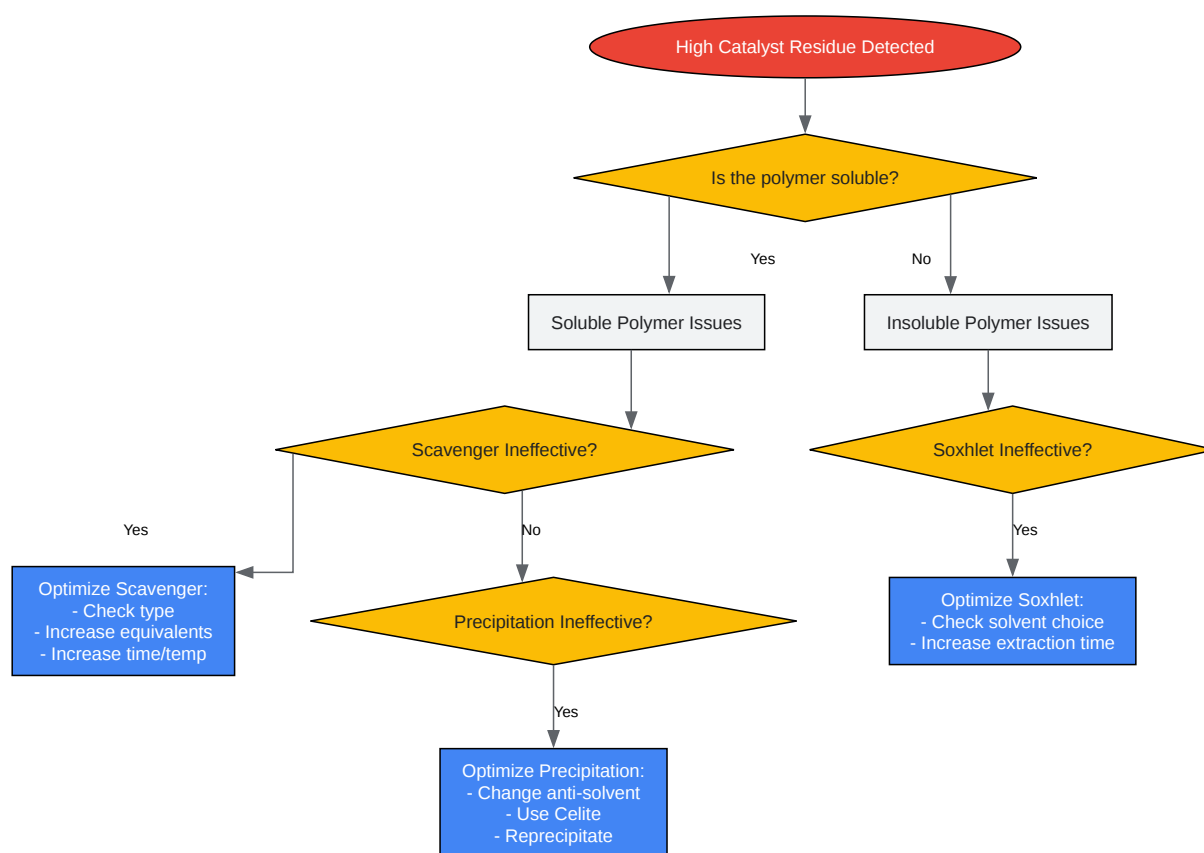 High Catalyst Residue Detected
Is the polymer soluble?
Yes
No
Soluble Polymer Issues
Insoluble Polymer Issues
Scavenger Ineffective?
Soxhlet Ineffective?
Yes
No
Yes
Optimize Scavenger:
- Check type
- Increase equivalents
- Increase time/temp
Precipitation Ineffective?
Optimize Soxhlet:
- Check solvent choice
- Increase extraction time
Yes
Optimize Precipitation:
- Change anti-solvent
- Use Celite
- Reprecipitate